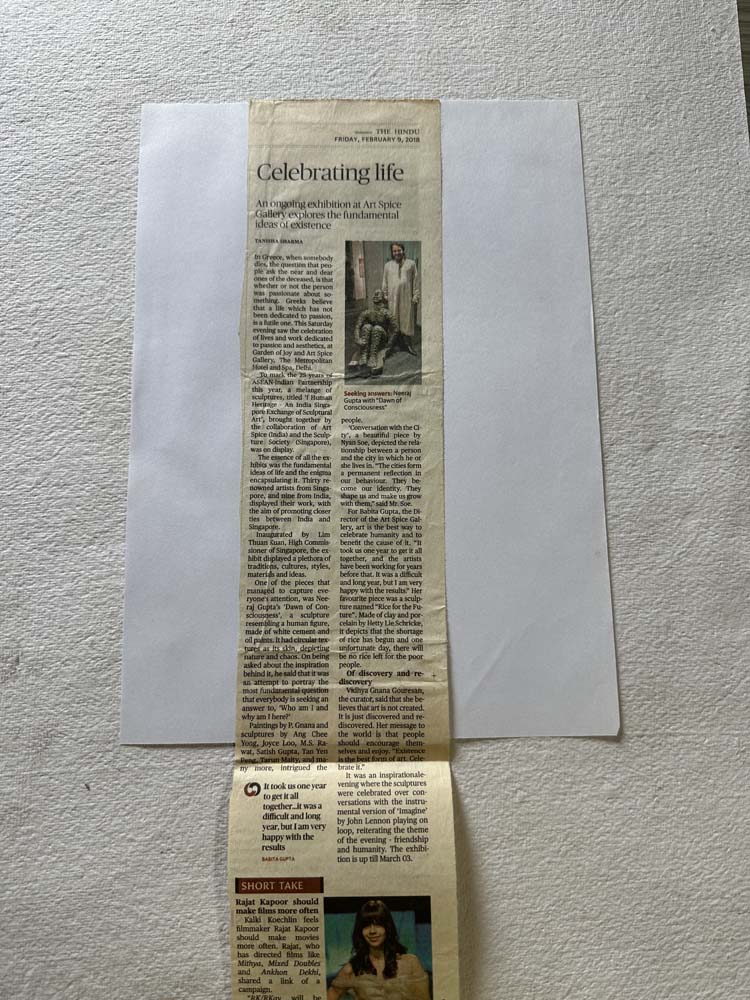 THE HINDU
FRIDAY, FEBRUARY 9, 2018
Celebrating life
An ongoing exhibition at Art Spice
Gallery explores the fundamental
ideas of existence
TANISHA SHARMA
In Greece, when somebody
dies, the question that peo-
ple ask the near and dear
ones of the deceased, is that
whether or not the person
was passionate about so-
mething. Greeks believe
that a life which has not
been dedicated to passion,
is a futile one. This Saturday
evening saw the celebration
of lives and work dedicated
to passion and aesthetics, at
Garden of Joy and Art Spice
Gallery, The Metropolitan
Hotel and Spa, Delhi.
To mark the 25 years of
ASEAN-Indian Partnership
this year, a melange of
sculptures, titled 'f Human
Heritage - An India Singa-
pore Exchange of Sculptural
Art', brought together by
the collaboration of Art
Spice (India) and the Sculp-
ture Society (Singapore),
was on display.
The essence of all the ex-
hibits was the fundamental
ideas of life and the enigma
encapsulating it. Thirty re-
nowned artists from Singa-
pore, and nine from India,
displayed their work, with
the aim of promoting closer
ties between India and
Singapore.
Inaugurated by Lim
Thuan Kuan, High Commis-
sioner of Singapore, the ex-
hibit displayed a plethora of
traditions, cultures, styles,
materials and ideas.
One of the pieces that
managed to capture eve-
ryone's attention, was Nee-
raj Gupta's 'Dawn of Con-
sciousness', a sculpture
resembling a human figure,
made of white cement and
oil paints. It had circular tex-
tures as its skin, depicting
nature and chaos. On being
asked about the inspiration
behind it, he said that it was
an attempt to portray the
most fundamental question
that everybody is seeking an
answer to, 'Who am I and
why am I here?'
Paintings by P. Gnana and
sculptures by Ang Chee
Yong, Joyce Loo, M.S. Ra-
wat, Satish Gupta, Tan Yen
Peng, Tarun Maity, and ma-
ny more, intrigued the
Seeking answers: Neeraj
Gupta with "Dawn of
Consciousness"
people.
'Conversation with the Ci-
ty', a beautiful piece by
Nyan Soe, depicted the rela-
tionship between a person
and the city in which he or
she lives in. "The cities form
a permanent reflection in
our behaviour. They be-
come our identity. They
shape us and make us grow
with them," said Mr. Soe.
For Babita Gupta, the Di-
rector of the Art Spice Gal-
lery, art is the best way to
celebrate humanity and to
benefit the cause of it. "It
took us one year to get it all
together, and the artists
have been working for years
before that. It was a difficult
and long year, but I am very
happy with the results." Her
favourite piece was a sculp-
ture named "Rice for the Fu-
ture". Made of clay and por-
celain by Hetty Lie Schricke,
it depicts that the shortage
of rice has begun and one
unfortunate day, there will
be no rice left for the poor
people.
Of discovery and re-
discovery
Vidhya Gnana Gouresan,
the curator, said that she be-
lieves that art is not created.
It is just discovered and re-
discovered. Her message to
the world is that people
should encourage them-
selves and enjoy. "Existence
is the best form of art. Cele-
brate it."
It was an inspirational
evening where the sculptures
were celebrated over con-
versations with the instru-
mental version of 'Imagine'
by John Lennon playing on
loop, reiterating the theme
of the evening - friendship
and humanity. The exhibi-
tion is up till March 03.
It took us one year
to get it all
together...it was a
difficult and long
year, but I am very
happy with the
results
BABITA GUPTA
SHORT TAKE
Rajat Kapoor should
make films more often
Kalki Koechlin feels
filmmaker Rajat Kapoor
should make movies
more often. Rajat, who
has directed films like
Mithya, Mixed Doubles
and Ankhon Dekhi,
shared a link of a
campaign.
"RK/RKay will be